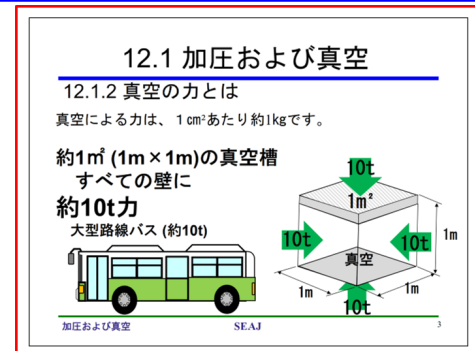 12.1 加圧および真空
12.1.2 真空の力とは
真空による力は、１cm²あたり約1kgです。
約1㎡ (1m×1m)の真空槽
すべての壁に
約10t力
大型路線バス (約10t)
10t
1m²
10t
10t
1m
真空
1m
1m
10t
加圧および真空
SEAJ
3